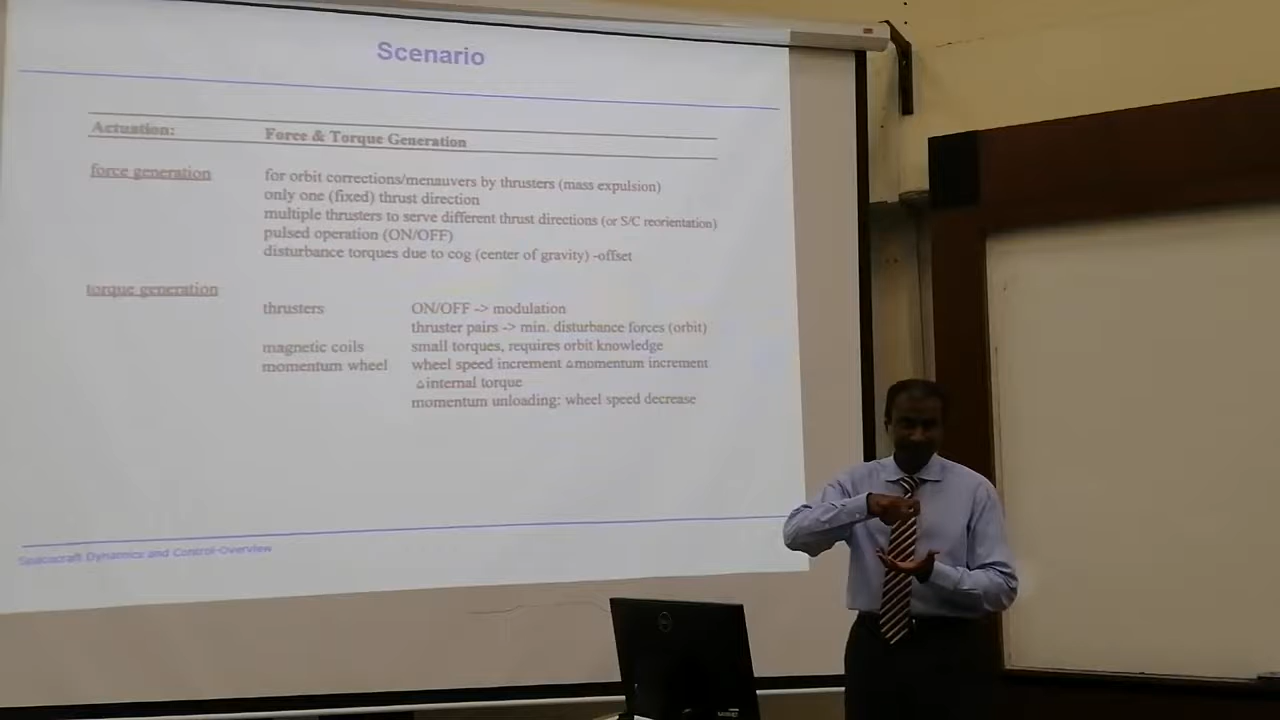 Scenario
Actuation: Force & Torque Generation
force generation for orbit corrections/menauvers by thrusters (mass expulsion)
only one (fixed) thrust direction
multiple thrusters to serve different thrust directions (or S/C reorientation)
pulsed operation (ON/OFF)
disturbance torques due to cog (center of gravity) -offset
torque generation
thrusters ON/OFF -> modulation
thruster pairs -> min. disturbance forces (orbit)
magnetic coils small torques, requires orbit knowledge
momentum wheel wheel speed increment △momentum increment
△internal torque
momentum unloading: wheel speed decrease
Spacecraft Dynamics and Control-Overview
DELL